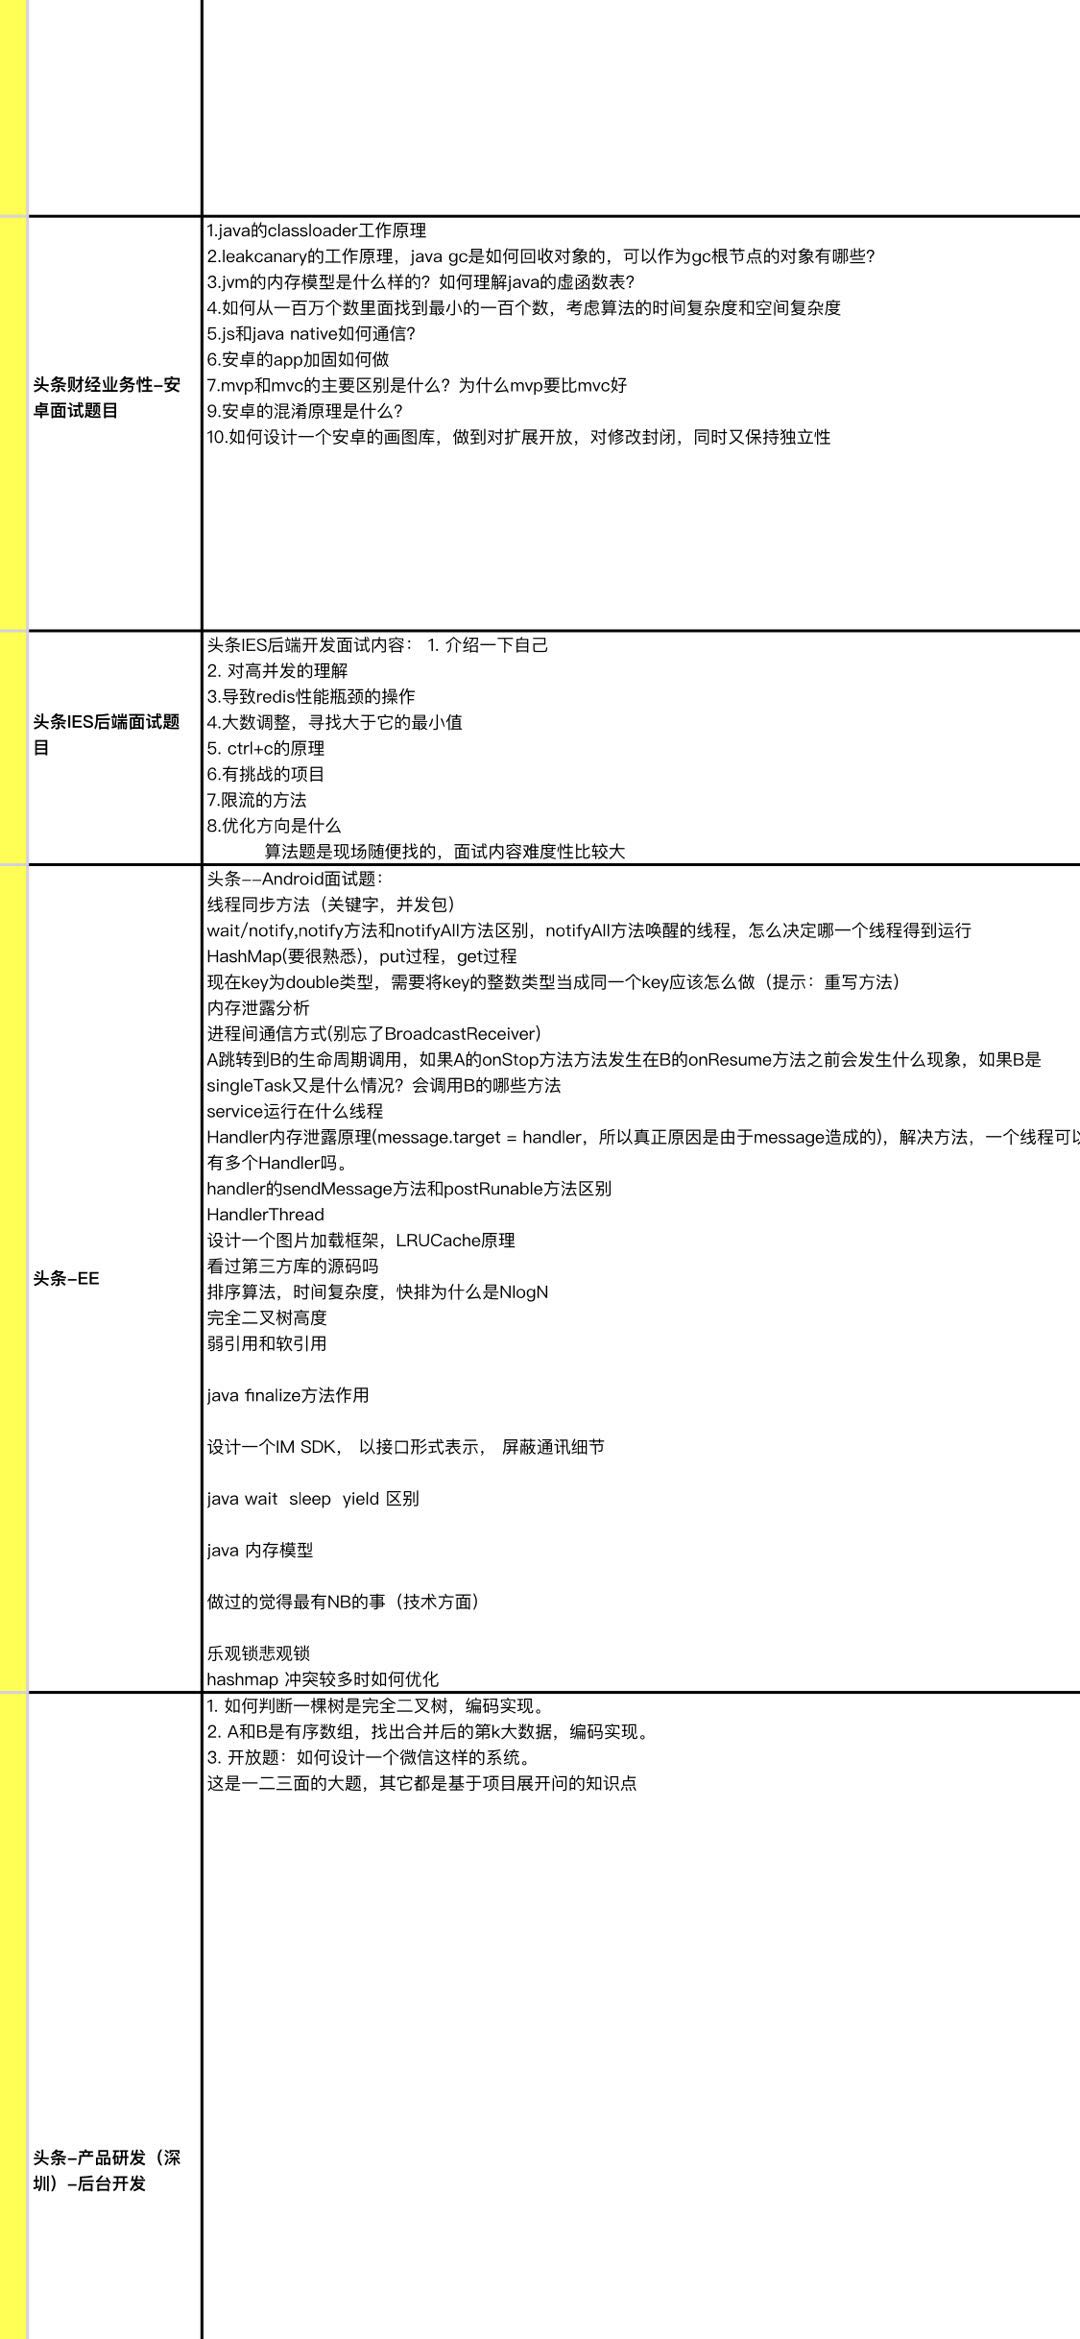 头条财经业务性-安
卓面试题目
1.java的classloader工作原理
2.leakcanary的工作原理，java gc是如何回收对象的，可以作为gc根节点的对象有哪些？
3.jvm的内存模型是什么样的？如何理解java的虚函数表？
4.如何从一百万个数里面找到最小的一百个数，考虑算法的时间复杂度和空间复杂度
5.js和java native如何通信？
6.安卓的app加固如何做
7.mvp和mvc的主要区别是什么？为什么mvp要比mvc好
9.安卓的混淆原理是什么？
10.如何设计一个安卓的画图库，做到对扩展开放，对修改封闭，同时又保持独立性
头条IES后端面试题
目
头条IES后端开发面试内容： 1. 介绍一下自己
2. 对高并发的理解
3.导致redis性能瓶颈的操作
4.大数调整，寻找大于它的最小值
5. ctrl+c的原理
6.有挑战的项目
7.限流的方法
8.优化方向是什么
算法题是现场随便找的，面试内容难度性比较大
头条-EE
头条--Android面试题：
线程同步方法（关键字，并发包）
wait/notify,notify方法和notifyAll方法区别，notifyAll方法唤醒的线程，怎么决定哪一个线程得到运行
HashMap(要很熟悉)，put过程，get过程
现在key为double类型，需要将key的整数类型当成同一个key应该怎么做（提示：重写方法）
内存泄露分析
进程间通信方式(别忘了BroadcastReceiver)
A跳转到B的生命周期调用，如果A的onStop方法方法发生在B的onResume方法之前会发生什么现象，如果B是
singleTask又是什么情况？会调用B的哪些方法
service运行在什么线程
Handler内存泄露原理(message.target = handler，所以真正原因是由于message造成的)，解决方法，一个线程可以
有多个Handler吗。
handler的sendMessage方法和postRunable方法区别
HandlerThread
设计一个图片加载框架，LRUCache原理
看过第三方库的源码吗
排序算法，时间复杂度，快排为什么是NlogN
完全二叉树高度
弱引用和软引用
java finalize方法作用
设计一个IM SDK， 以接口形式表示， 屏蔽通讯细节
java wait  sleep  yield 区别
java 内存模型
做过的觉得最有NB的事（技术方面）
乐观锁悲观锁
hashmap 冲突较多时如何优化
头条-产品研发（深
圳）-后台开发
1. 如何判断一棵树是完全二叉树，编码实现。
2. A和B是有序数组，找出合并后的第k大数据，编码实现。
3. 开放题：如何设计一个微信这样的系统。
这是一二三面的大题，其它都是基于项目展开问的知识点